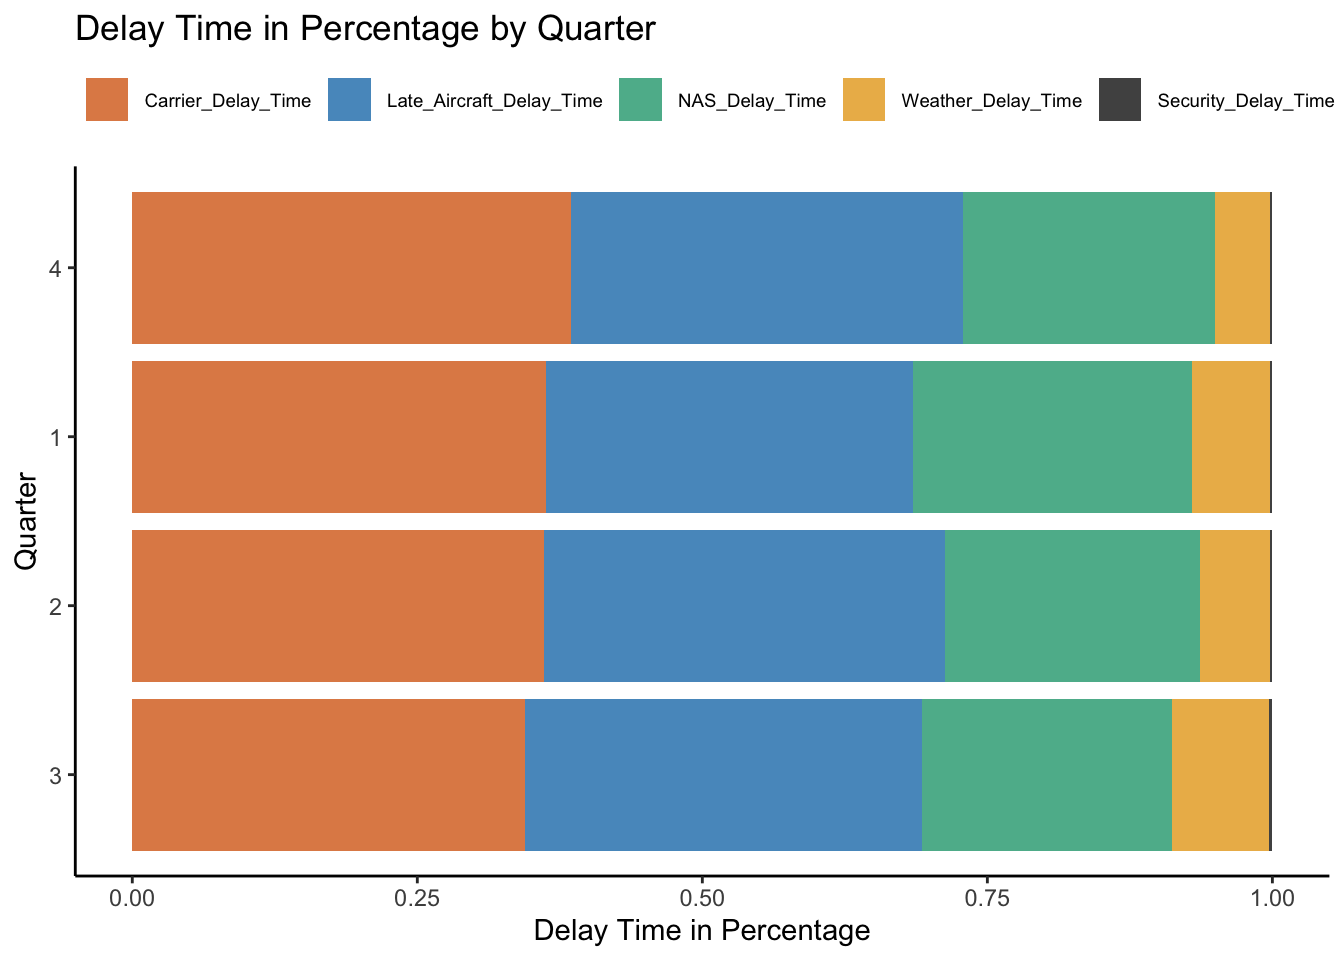 Delay Time in Percentage by Quarter
Carrier_Delay_Time Late_Aircraft_Delay_Time NAS_Delay_Time Weather_Delay_Time Security_Delay_Time
4
1
2
3
Quarter
0.00 0.25 0.50 0.75 1.00
Delay Time in Percentage